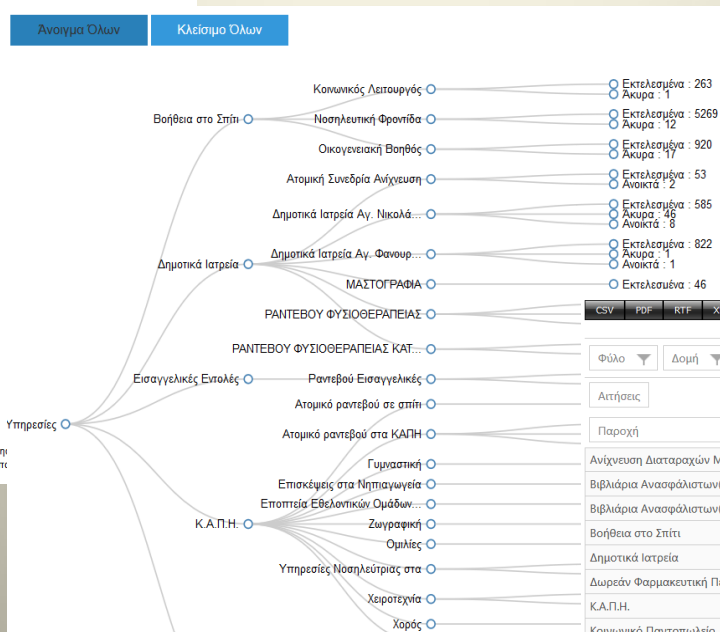 Άνοιγμα Όλων
Κλείσιμο Όλων
Κοινωνικός Λειτουργός
Εκτελεσμένα : 263
Άκυρα : 1
Βοήθεια στο Σπίτι
Νοσηλευτική Φροντίδα
Εκτελεσμένα : 5269
Άκυρα : 12
Οικογενειακή Βοηθός
Εκτελεσμένα : 920
Άκυρα : 17
Ατομική Συνεδρία Ανίχνευση
Εκτελεσμένα : 53
Ανοικτά : 2
Δημοτικά Ιατρεία Αγ. Νικολά...
Εκτελεσμένα : 585
Άκυρα : 46
Ανοικτά : 8
Δημοτικά Ιατρεία
Δημοτικά Ιατρεία Αγ. Φανουρ...
Εκτελεσμένα : 822
Άκυρα : 1
Ανοικτά : 1
ΜΑΣΤΟΓΡΑΦΙΑ
Εκτελεσμένα : 46
ΡΑΝΤΕΒΟΥ ΦΥΣΙΟΘΕΡΑΠΕΙΑΣ
CSV PDF RTF
ΡΑΝΤΕΒΟΥ ΦΥΣΙΟΘΕΡΑΠΕΙΑΣ ΚΑΤ...
Φύλο Δομή
Εισαγγελικές Εντολές
Ραντεβού Εισαγγελικές
Αιτήσεις
Ατομικό ραντεβού σε σπίτι
Υπηρεσίες
Ατομικό ραντεβού στα ΚΑΠΗ
Παροχή
Γυμναστική
Ανίχνευση Διαταραχών
Επισκέψεις στα Νηπιαγωγεία
Βιβλιάρια
Εποπτεία Εθελοντικών Ομάδων...
Βιβλιάρια
Κ.Α.Π.Η.
Ζωγραφική
Βοήθεια στο Σπίτι
Ομιλίες
Δημοτικά Ιατρεία
Υπηρεσίες Νοσηλεύτριας στα
Δωρεάν Φαρμακευτική
Χειροτεχνία
Κ.Α.Π.Η.
Χορός
Κοινωνικό Παντοπωλείο